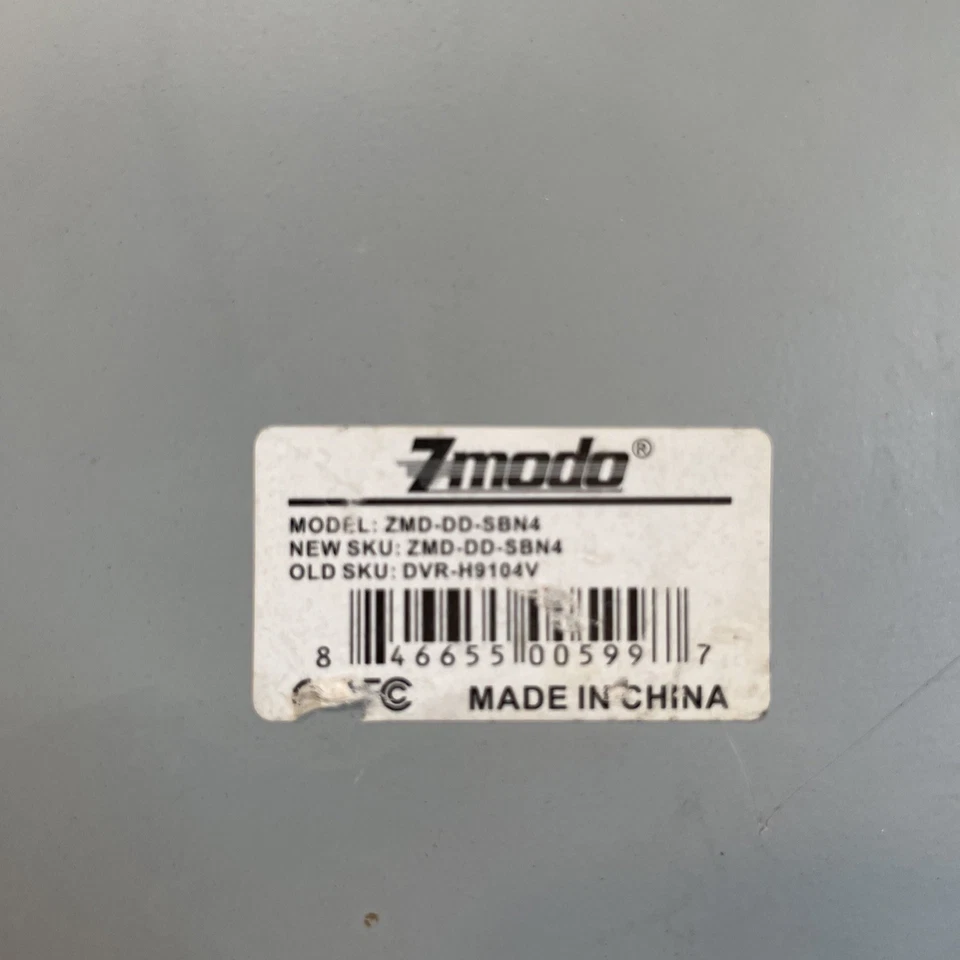 Zmodo®
MODEL: ZMD-DD-SBN4
NEW SKU: ZMD-DD-SBN4
OLD SKU: DVR-H9104V
8 46655 00599 7
FC MADE IN CHINA